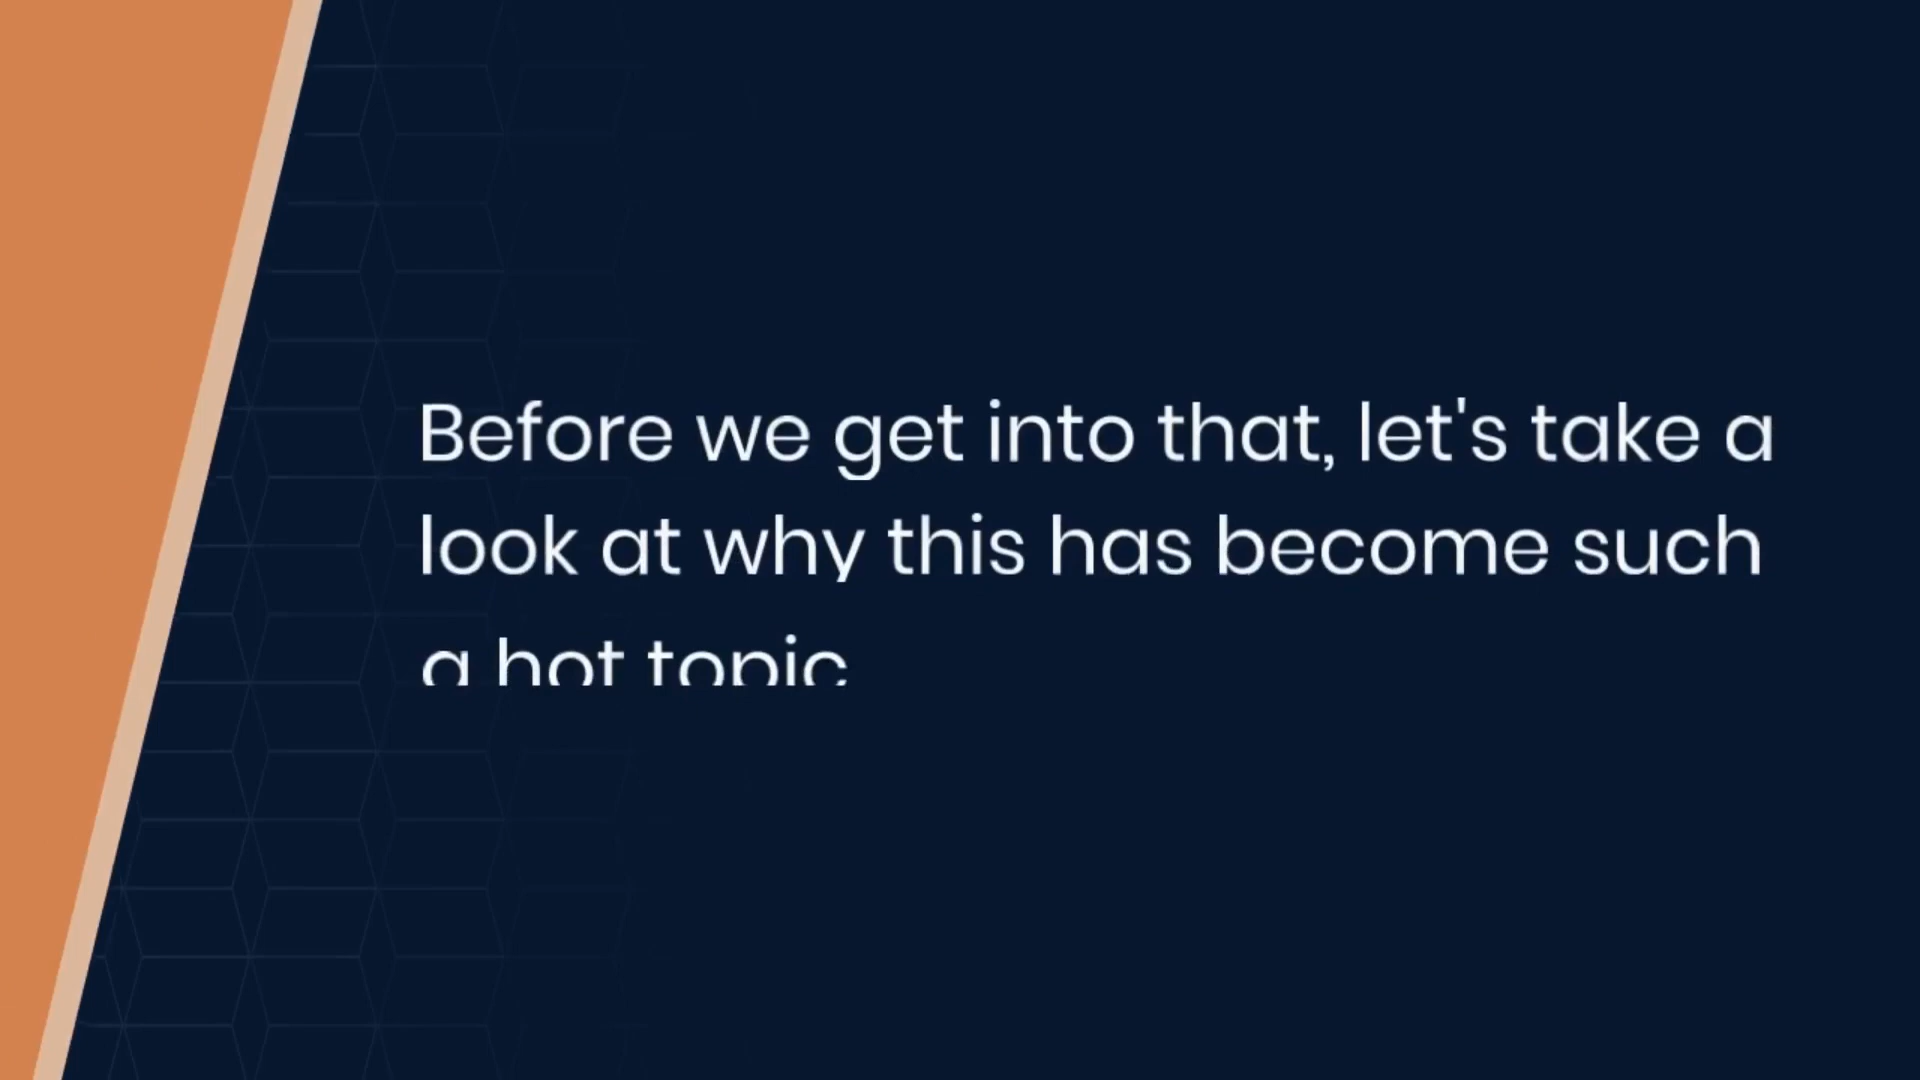 Before we get into that, let's take a
look at why this has become such
a hot topic